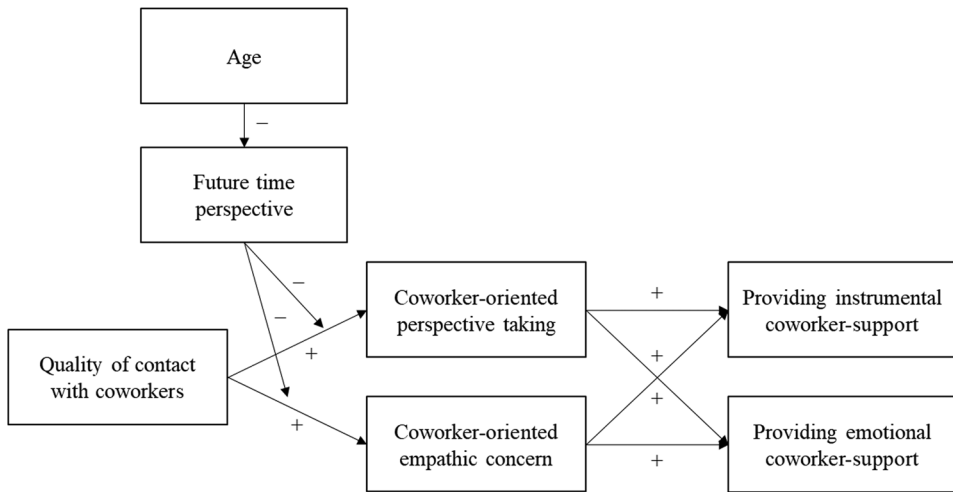 Age
−
Future time
perspective
−
−
Coworker-oriented
perspective taking
+
Providing instrumental
coworker-support
Quality of contact
with coworkers
+
+
+
+
Coworker-oriented
empathic concern
+
Providing emotional
coworker-support